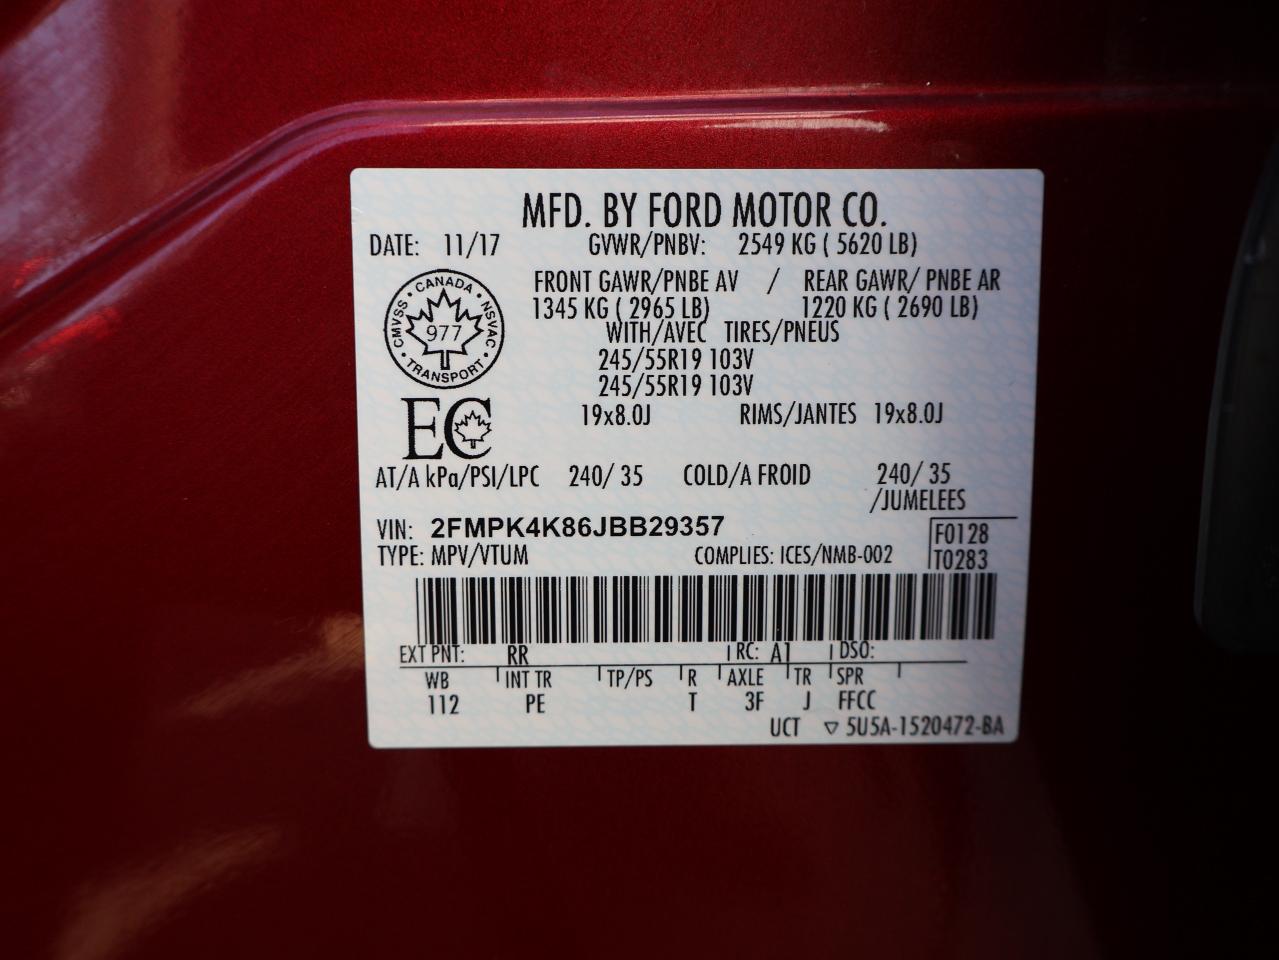 MFD. BY FORD MOTOR CO.
DATE: 11/17 GVWR/PNBV: 2549 KG ( 5620 LB)
FRONT GAWR/PNBE AV / REAR GAWR/ PNBE AR
1345 KG ( 2965 LB) 1220 KG ( 2690 LB)
WITH/AVEC TIRES/PNEUS
245/55R19 103V
245/55R19 103V
19x8.0J RIMS/JANTES 19x8.0J
CANADA
CMVSS 977 NSVAC
TRANSPORT
EC
AT/A kPa/PSI/LPC 240/ 35 COLD/A FROID 240/ 35
/JUMELEES
VIN: 2FMPK4K86JBB29357 F0128
TYPE: MPV/VTUM COMPLIES: ICES/NMB-002 T0283
EXT PNT: RR RC: A1 DSO:
WB INT TR TP/PS R AXLE TR SPR
112 PE T 3F J FFCC
UCT ▽ 5U5A-1520472-BA